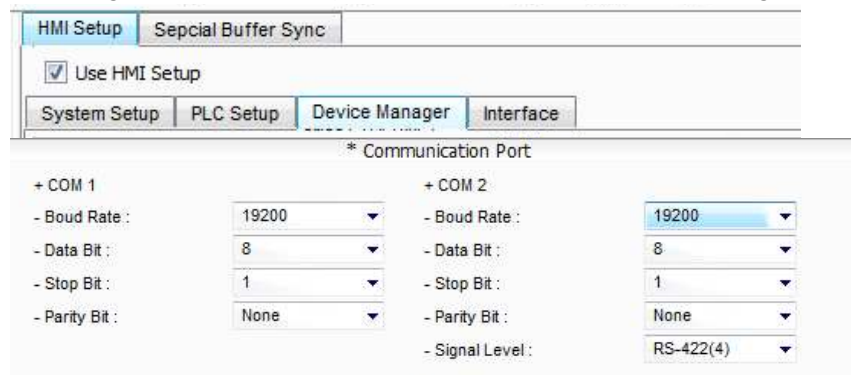 HMI Setup Sepcial Buffer Sync
Use HMI Setup
System Setup PLC Setup Device Manager Interface
* Communication Port
+ COM 1 + COM 2
- Boud Rate : 19200 - Boud Rate : 19200
- Data Bit : 8 - Data Bit : 8
- Stop Bit : 1 - Stop Bit : 1
- Parity Bit : None - Parity Bit : None
- Signal Level : RS-422(4)